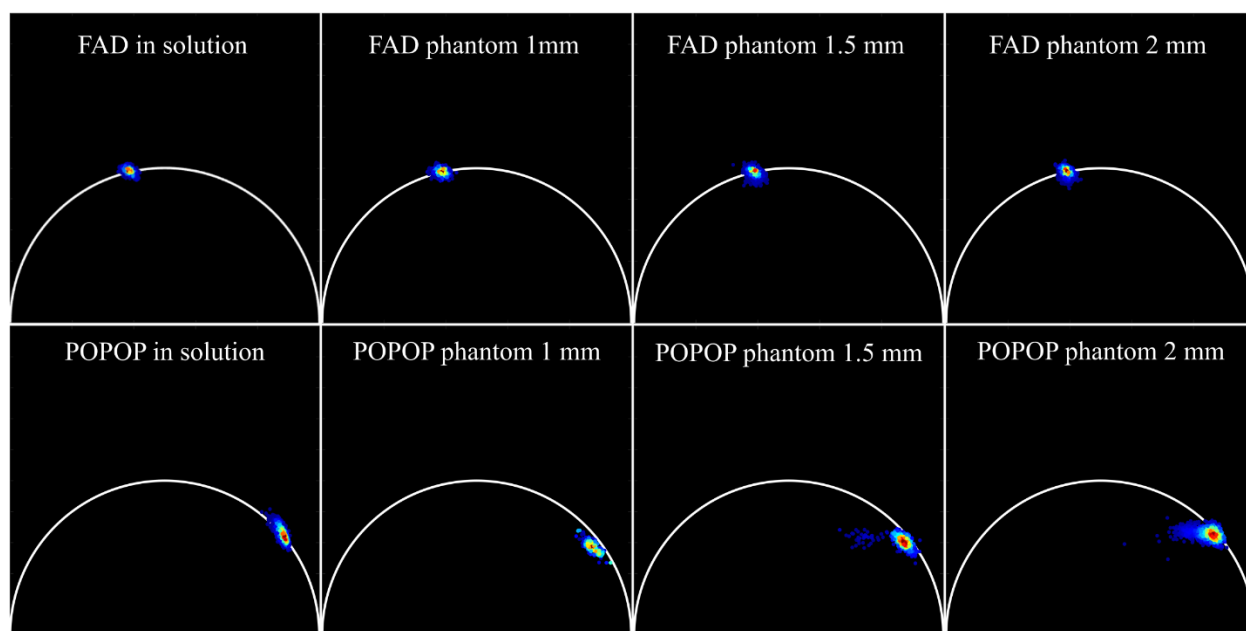 FAD in solution
FAD phantom 1mm
FAD phantom 1.5 mm
FAD phantom 2 mm
POPOP in solution
POPOP phantom 1 mm
POPOP phantom 1.5 mm
POPOP phantom 2 mm